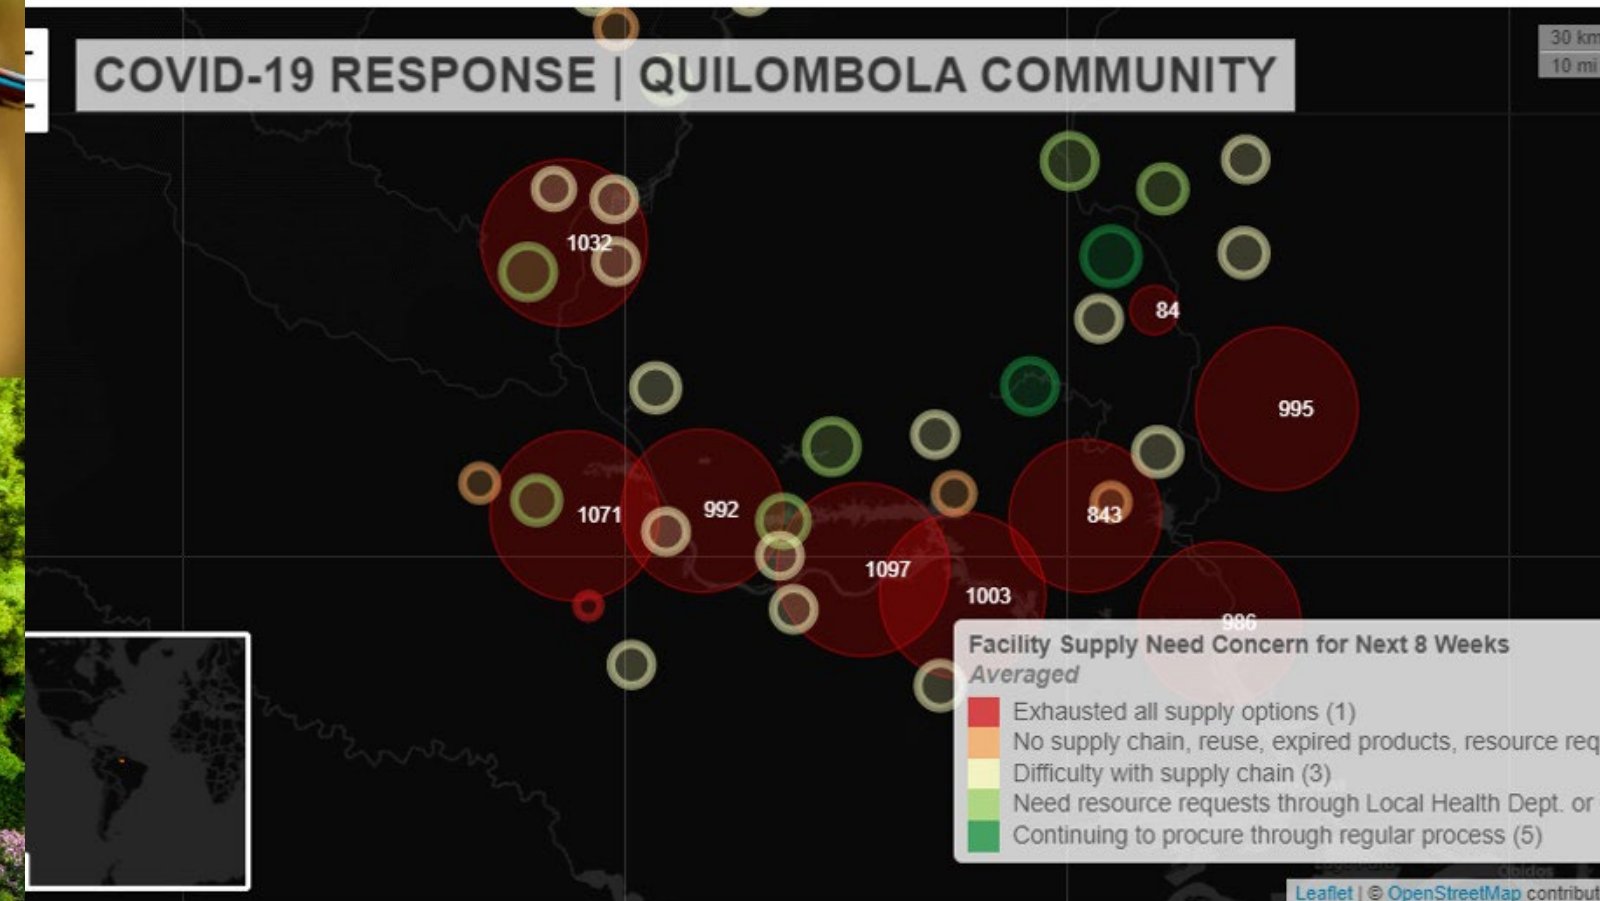 COVID-19 RESPONSE | QUILOMBOLA COMMUNITY
30 km
10 mi
1032
84
995
1071
992
843
1097
1003
986
Facility Supply Need Concern for Next 8 Weeks
Averaged
Exhausted all supply options (1)
No supply chain, reuse, expired products, resource req
Difficulty with supply chain (3)
Need resource requests through Local Health Dept. or
Continuing to procure through regular process (5)
Obidos
Leaflet | © OpenStreetMap contribut